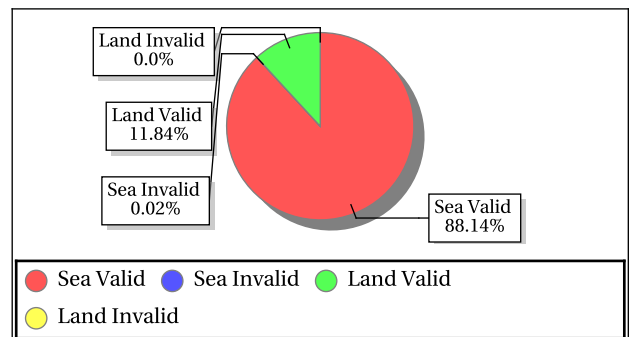 Land Invalid
0.0%
Land Valid
11.84%
Sea Invalid
0.02%
Sea Valid
88.14%
Sea Valid Sea Invalid Land Valid
Land Invalid